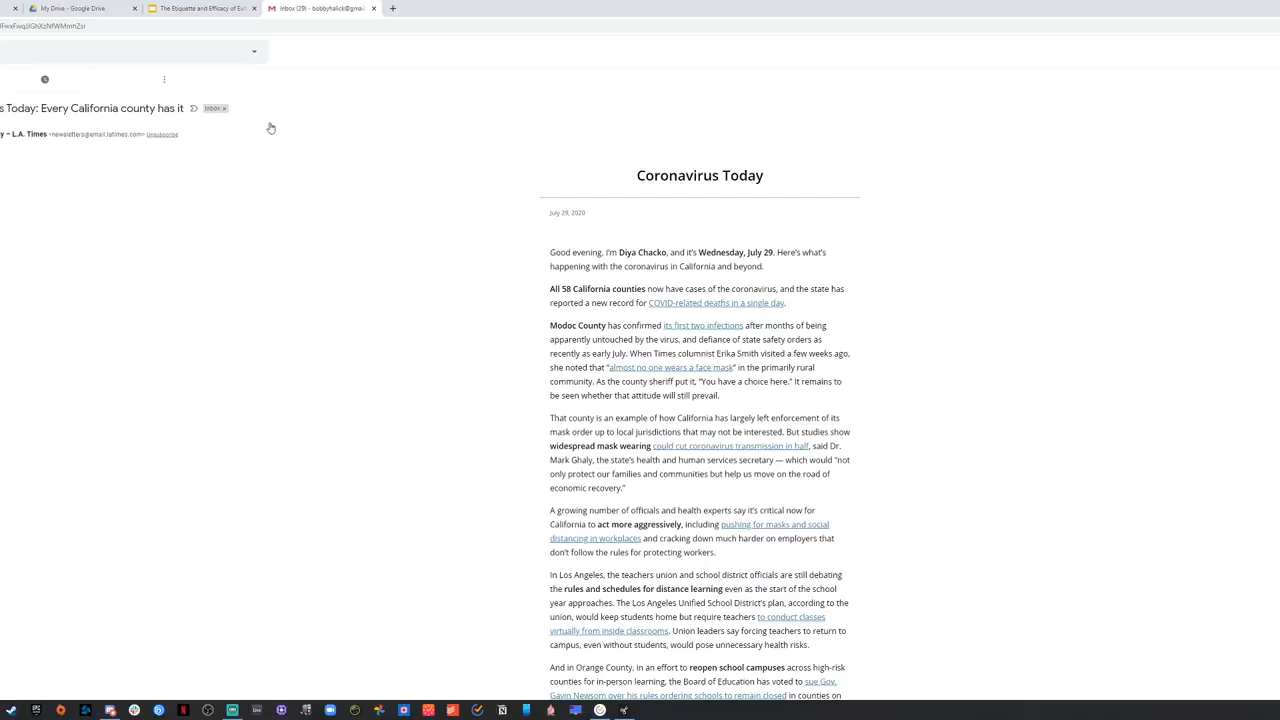 My Drive - Google Drive
The Etiquette and Efficacy of Ext
Inbox (29) - bobbyhalick@gmai
s Today: Every California county has it Inbox
y – L.A. Times <newsletters@email.latimes.com> Unsubscribe
Coronavirus Today
July 29, 2020
Good evening. I’m Diya Chacko, and it’s Wednesday, July 29. Here’s what’s
happening with the coronavirus in California and beyond.
All 58 California counties now have cases of the coronavirus, and the state has
reported a new record for COVID-related deaths in a single day.
Modoc County has confirmed its first two infections after months of being
apparently untouched by the virus, and defiance of state safety orders as
recently as early July. When Times columnist Erika Smith visited a few weeks ago,
she noted that “almost no one wears a face mask” in the primarily rural
community. As the county sheriff put it, “You have a choice here.” It remains to
be seen whether that attitude will still prevail.
That county is an example of how California has largely left enforcement of its
mask order up to local jurisdictions that may not be interested. But studies show
widespread mask wearing could cut coronavirus transmission in half, said Dr.
Mark Ghaly, the state’s health and human services secretary — which would “not
only protect our families and communities but help us move on the road of
economic recovery.”
A growing number of officials and health experts say it’s critical now for
California to act more aggressively, including pushing for masks and social
distancing in workplaces and cracking down much harder on employers that
don’t follow the rules for protecting workers.
In Los Angeles, the teachers union and school district officials are still debating
the rules and schedules for distance learning even as the start of the school
year approaches. The Los Angeles Unified School District’s plan, according to the
union, would keep students home but require teachers to conduct classes
virtually from inside classrooms. Union leaders say forcing teachers to return to
campus, even without students, would pose unnecessary health risks.
And in Orange County, in an effort to reopen school campuses across high-risk
counties for in-person learning, the Board of Education has voted to sue Gov.
Gavin Newsom over his rules ordering schools to remain closed in counties on